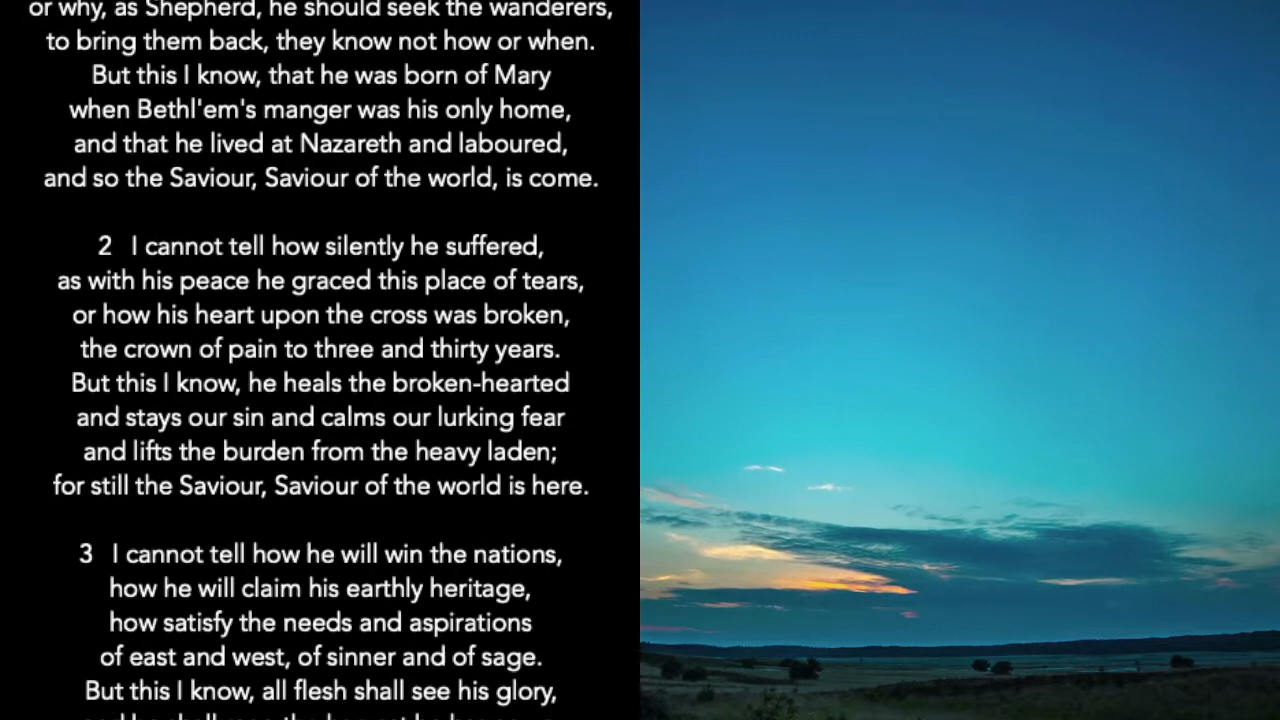 or why, as Shepherd, he should seek the wanderers,
to bring them back, they know not how or when.
But this I know, that he was born of Mary
when Bethl'em's manger was his only home,
and that he lived at Nazareth and laboured,
and so the Saviour, Saviour of the world, is come.
2 I cannot tell how silently he suffered,
as with his peace he graced this place of tears,
or how his heart upon the cross was broken,
the crown of pain to three and thirty years.
But this I know, he heals the broken-hearted
and stays our sin and calms our lurking fear
and lifts the burden from the heavy laden;
for still the Saviour, Saviour of the world is here.
3 I cannot tell how he will win the nations,
how he will claim his earthly heritage,
how satisfy the needs and aspirations
of east and west, of sinner and of sage.
But this I know, all flesh shall see his glory,